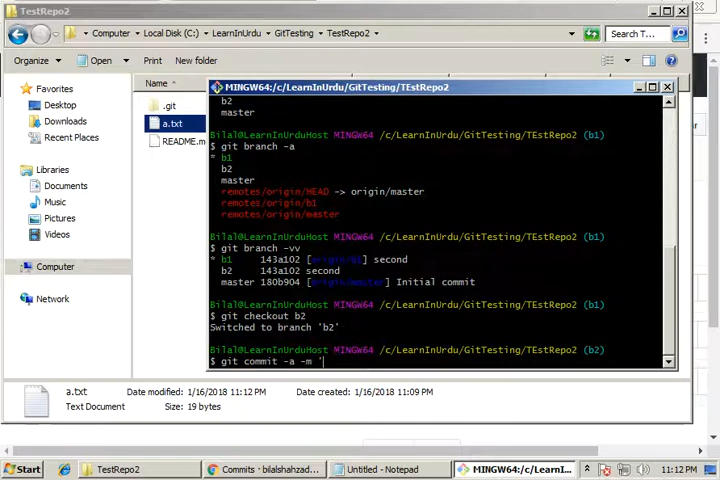 TestRepo2
Computer ▸ Local Disk (C:) ▸ LearnInUrdu ▸ GitTesting ▸ TestRepo2 ▸
Search T...
Organize
Open
Print
New folder
Name
Favorites
Desktop
Downloads
Recent Places
Libraries
Documents
Music
Pictures
Videos
Computer
Network
.git
a.txt
README.m
MINGW64:/c/LearnInUrdu/GitTesting/TEstRepo2
b2
master
Bilal@LearnInUrduHost MINGW64 /c/LearnInUrdu/GitTesting/TEstRepo2 (b1)
$ git branch -a
* b1
b2
master
remotes/origin/HEAD -> origin/master
remotes/origin/b1
remotes/origin/master
Bilal@LearnInUrduHost MINGW64 /c/LearnInUrdu/GitTesting/TEstRepo2 (b1)
$ git branch -vv
* b1 143a102 [origin/b1] second
b2 143a102 second
master 180b904 [origin/master] Initial commit
Bilal@LearnInUrduHost MINGW64 /c/LearnInUrdu/GitTesting/TEstRepo2 (b1)
$ git checkout b2
Switched to branch 'b2'
Bilal@LearnInUrduHost MINGW64 /c/LearnInUrdu/GitTesting/TEstRepo2 (b2)
$ git commit -a -m '
a.txt Date modified: 1/16/2018 11:12 PM Date created: 1/16/2018 11:09 PM
Text Document Size: 19 bytes
Start
TestRepo2
Commits · bilalshahzad...
Untitled - Notepad
MINGW64:/c/LearnI...
11:12 PM